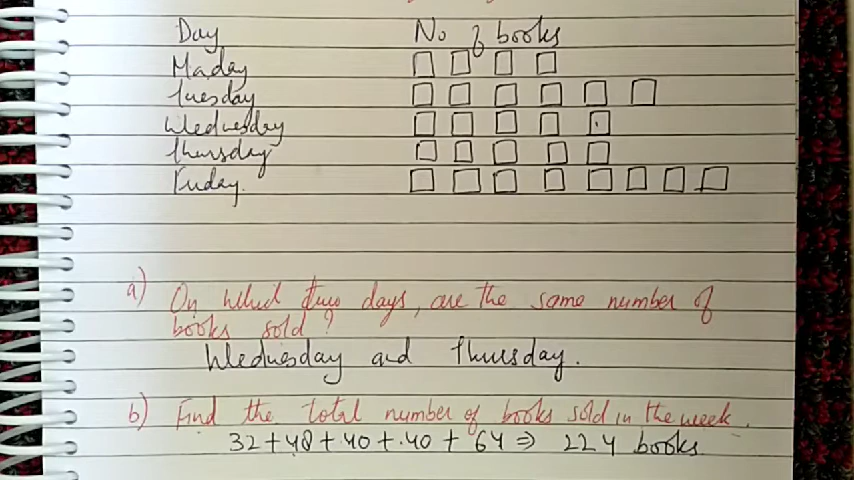 Day No of books
Monday
Tuesday
Wednesday
Thursday
Friday.
a) On which two days, are the same number of
books sold?
Wednesday and Thursday.
b) Find the total number of books sold in the week.
32+48+40+40+64⇒ 224 books